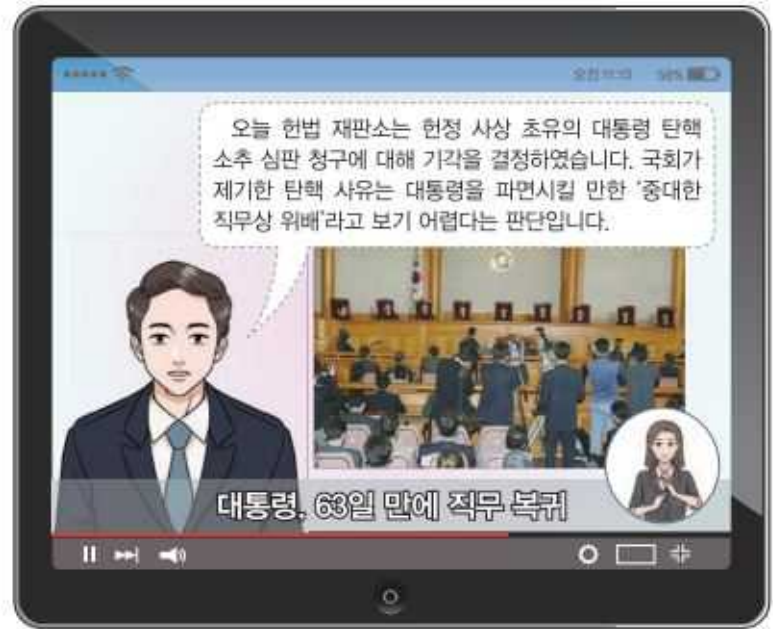 오늘 헌법 재판소는 헌정 사상 초유의 대통령 탄핵
소추 심판 청구에 대해 기각을 결정하였습니다. 국회가
제기한 탄핵 사유는 대통령을 파면시킬 만한 '중대한
직무상 위배'라고 보기 어렵다는 판단입니다.
대통령, 63일 만에 직무 복귀